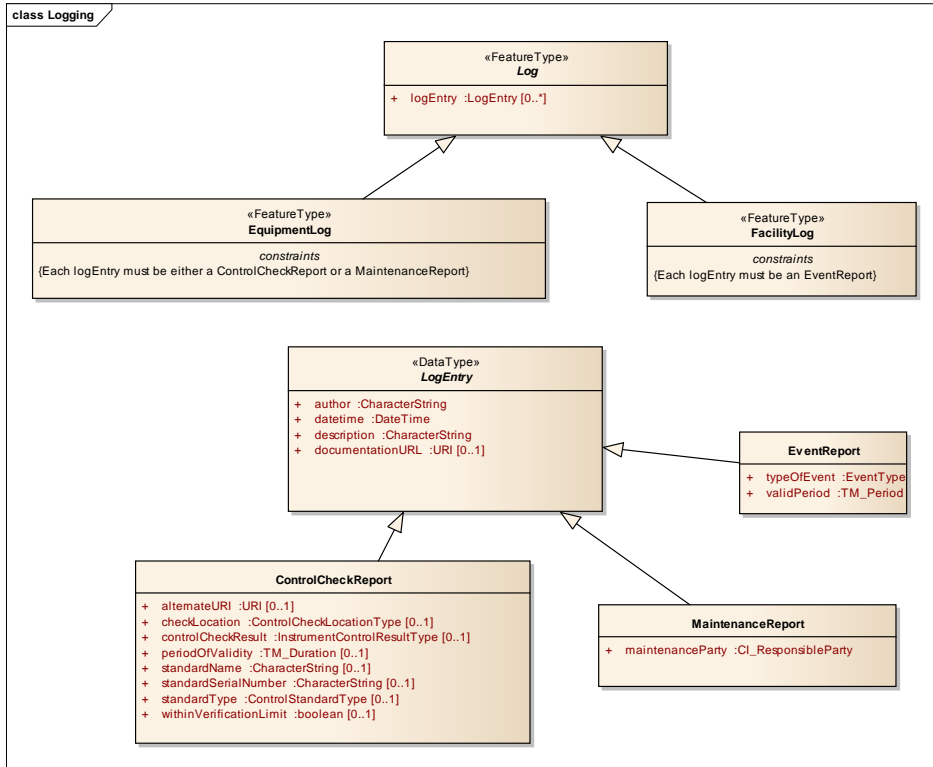 class Logging
«FeatureType»
Log
+ logEntry :LogEntry [0..*]
«FeatureType»
EquipmentLog
constraints
{Each logEntry must be either a ControlCheckReport or a MaintenanceReport}
«FeatureType»
FacilityLog
constraints
{Each logEntry must be an EventReport}
«DataType»
LogEntry
+ author :CharacterString
+ datetime :DateTime
+ description :CharacterString
+ documentationURL :URI [0..1]
EventReport
+ typeOfEvent :EventType
+ validPeriod :TM_Period
ControlCheckReport
+ alternateURI :URI [0..1]
+ checkLocation :ControlCheckLocationType [0..1]
+ controlCheckResult :InstrumentControlResultType [0..1]
+ periodOfValidity :TM_Duration [0..1]
+ standardName :CharacterString [0..1]
+ standardSerialNumber :CharacterString [0..1]
+ standardType :ControlStandardType [0..1]
+ withinVerificationLimit :boolean [0..1]
MaintenanceReport
+ maintenanceParty :CI_ResponsibleParty